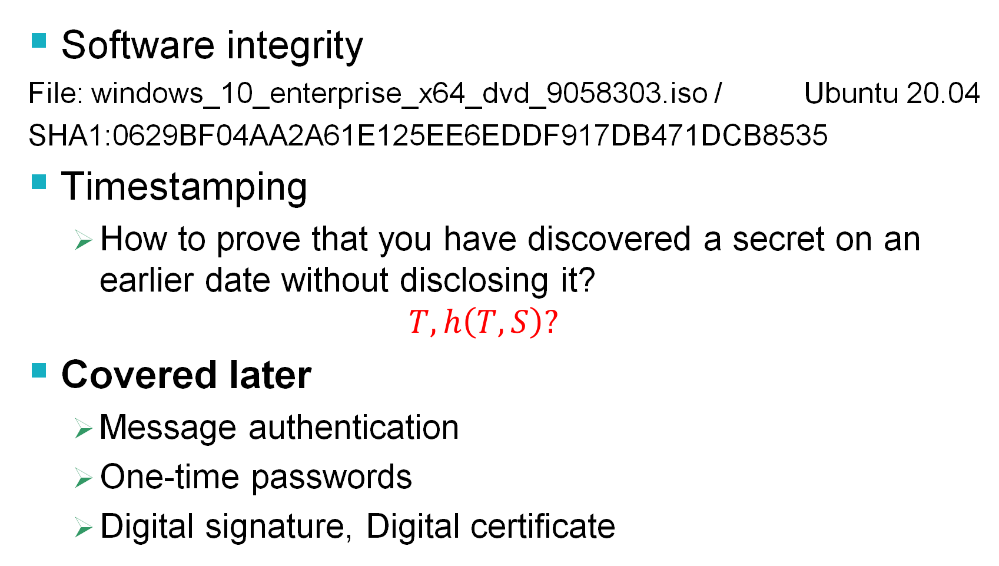 Software integrity
File: windows_10_enterprise_x64_dvd_9058303.iso / Ubuntu 20.04
SHA1:0629BF04AA2A61E125EE6EDDF917DB471DCB8535
Timestamping
How to prove that you have discovered a secret on an
earlier date without disclosing it?
T, h(T, S)?
Covered later
Message authentication
One-time passwords
Digital signature, Digital certificate